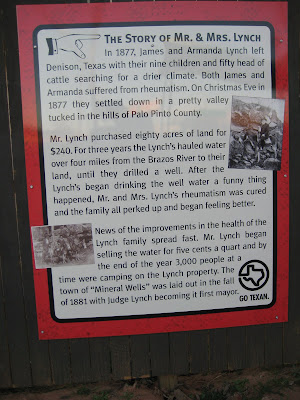 THE STORY OF MR. & MRS. LYNCH
In 1877, James and Armanda Lynch left
Denison, Texas with their nine children and fifty head of
cattle searching for a drier climate. Both James and
Armanda suffered from rheumatism. On Christmas Eve in
1877 they settled down in a pretty valley
tucked in the hills of Palo Pinto County.
Mr. Lynch purchased eighty acres of land for
$240. For three years the Lynch's hauled water
over four miles from the Brazos River to their
land, until they drilled a well. After the
Lynch's began drinking the well water a funny thing
happened, Mr. and Mrs. Lynch's rheumatism was cured
and the family all perked up and began feeling better.
News of the improvements in the health of the
Lynch family spread fast. Mr. Lynch began
selling the water for five cents a quart and by
the end of the year 3,000 people at a
time were camping on the Lynch property. The
town of "Mineral Wells" was laid out in the fall
of 1881 with Judge Lynch becoming it first mayor.
GO TEXAN.